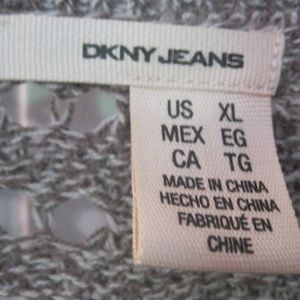 DKNY JEANS
US XL
MEX EG
CA TG
MADE IN CHINA
HECHO EN CHINA
FABRIQUÉ EN
CHINE